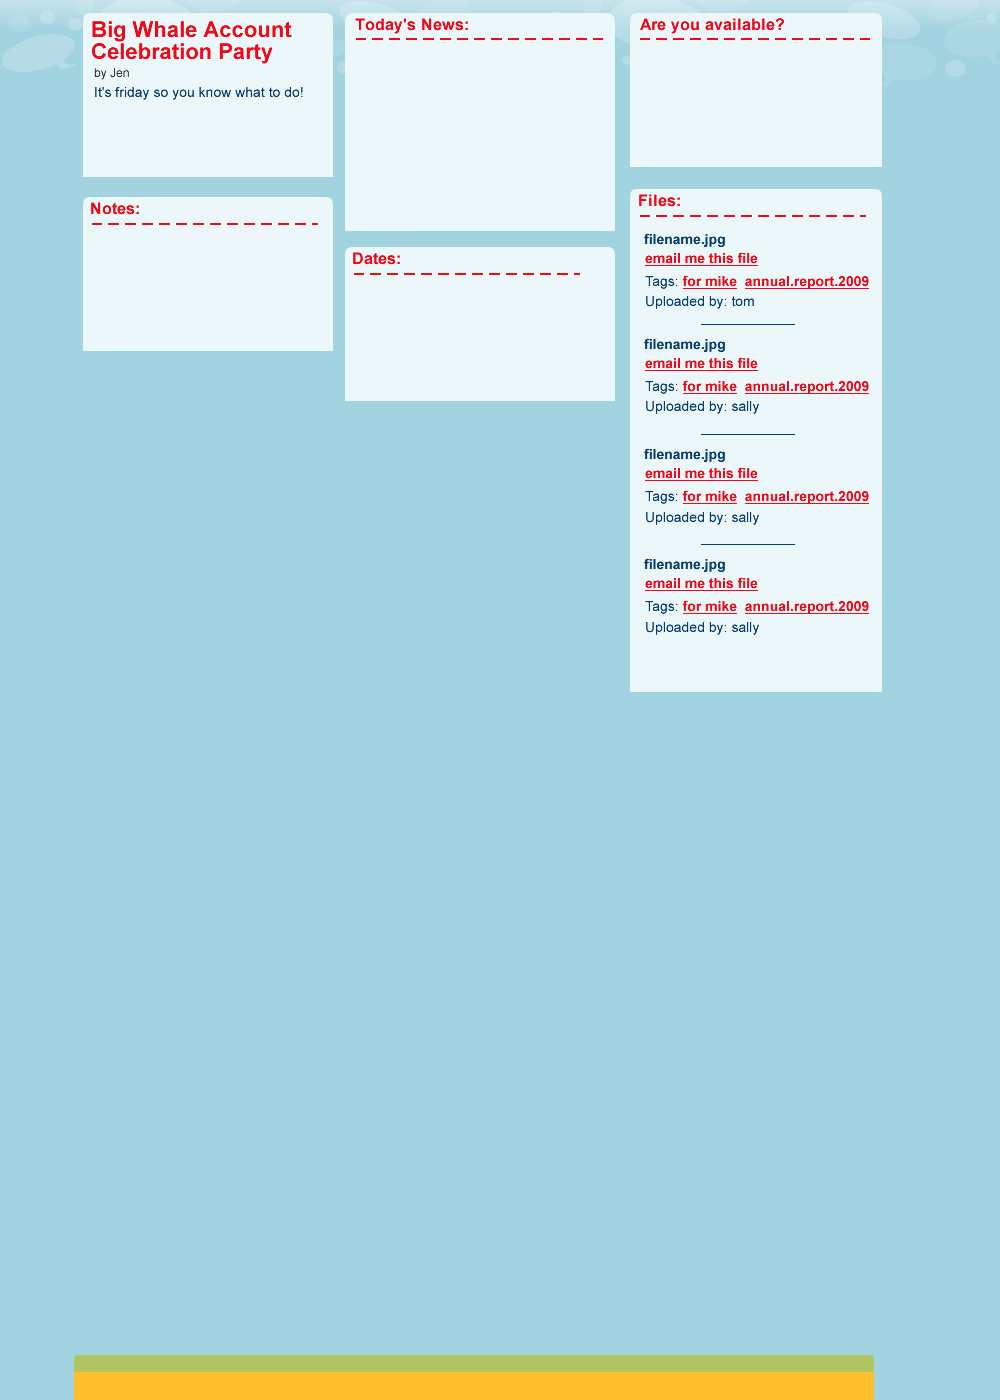 Big Whale Account
Celebration Party
by Jen
It's friday so you know what to do!
Notes:
Today's News:
Dates:
Are you available?
Files:
filename.jpg
email me this file
Tags: for mike annual.report.2009
Uploaded by: tom
filename.jpg
email me this file
Tags: for mike annual.report.2009
Uploaded by: sally
filename.jpg
email me this file
Tags: for mike annual.report.2009
Uploaded by: sally
filename.jpg
email me this file
Tags: for mike annual.report.2009
Uploaded by: sally